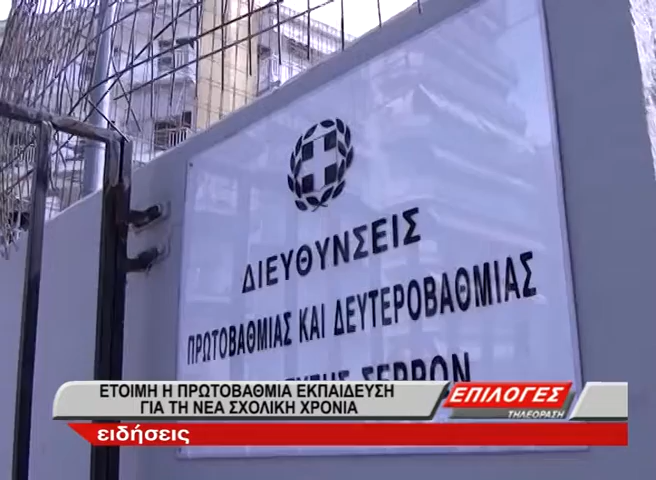 ΔΙΕΥΘΥΝΣΕΙΣ
ΠΡΩΤΟΒΑΘΜΙΑΣ ΚΑΙ ΔΕΥΤΕΡΟΒΑΘΜΙΑΣ
ΣΕΡΡΩΝ
ΕΤΟΙΜΗ Η ΠΡΩΤΟΒΑΘΜΙΑ ΕΚΠΑΙΔΕΥΣΗ
ΓΙΑ ΤΗ ΝΕΑ ΣΧΟΛΙΚΗ ΧΡΟΝΙΑ
ΕΠΙΛΟΓΕΣ
ΤΗΛΕΟΡΑΣΗ
ειδήσεις